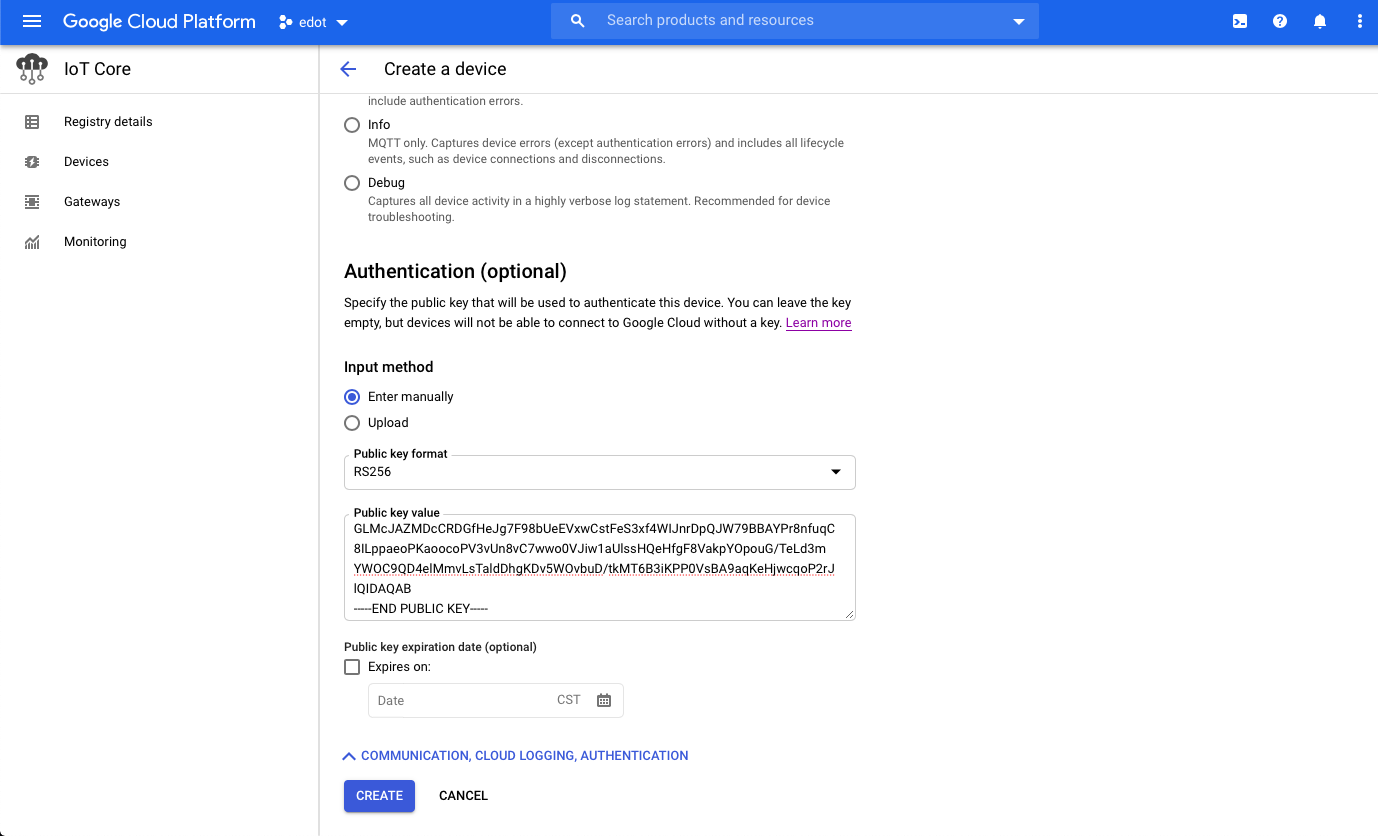 Google Cloud Platform
edot
Search products and resources
IoT Core
Create a device
Registry details
Devices
Gateways
Monitoring
include authentication errors.
Info
MQTT only. Captures device errors (except authentication errors) and includes all lifecycle
events, such as device connections and disconnections.
Debug
Captures all device activity in a highly verbose log statement. Recommended for device
troubleshooting.
Authentication (optional)
Specify the public key that will be used to authenticate this device. You can leave the key
empty, but devices will not be able to connect to Google Cloud without a key. Learn more
Input method
Enter manually
Upload
Public key format
RS256
Public key value
GLMcJAZMDcCRDGfHeJg7F98bUeEVxwCstFeS3xf4WIJnrDpQJW79BBAYPr8nfuqC
8ILppaeoPKaoocoPV3vUn8vC7wwo0VJiw1aUlssHQeHfgF8VakpYOpouG/TeLd3m
YWOC9QD4elMmvLsTaldDhgKDv5WOvbuD/tkMT6B3iKPP0VsBA9aqKeHjwcqoP2rJ
lQIDAQAB
-----END PUBLIC KEY-----
Public key expiration date (optional)
Expires on:
Date CST
COMMUNICATION, CLOUD LOGGING, AUTHENTICATION
CREATE CANCEL